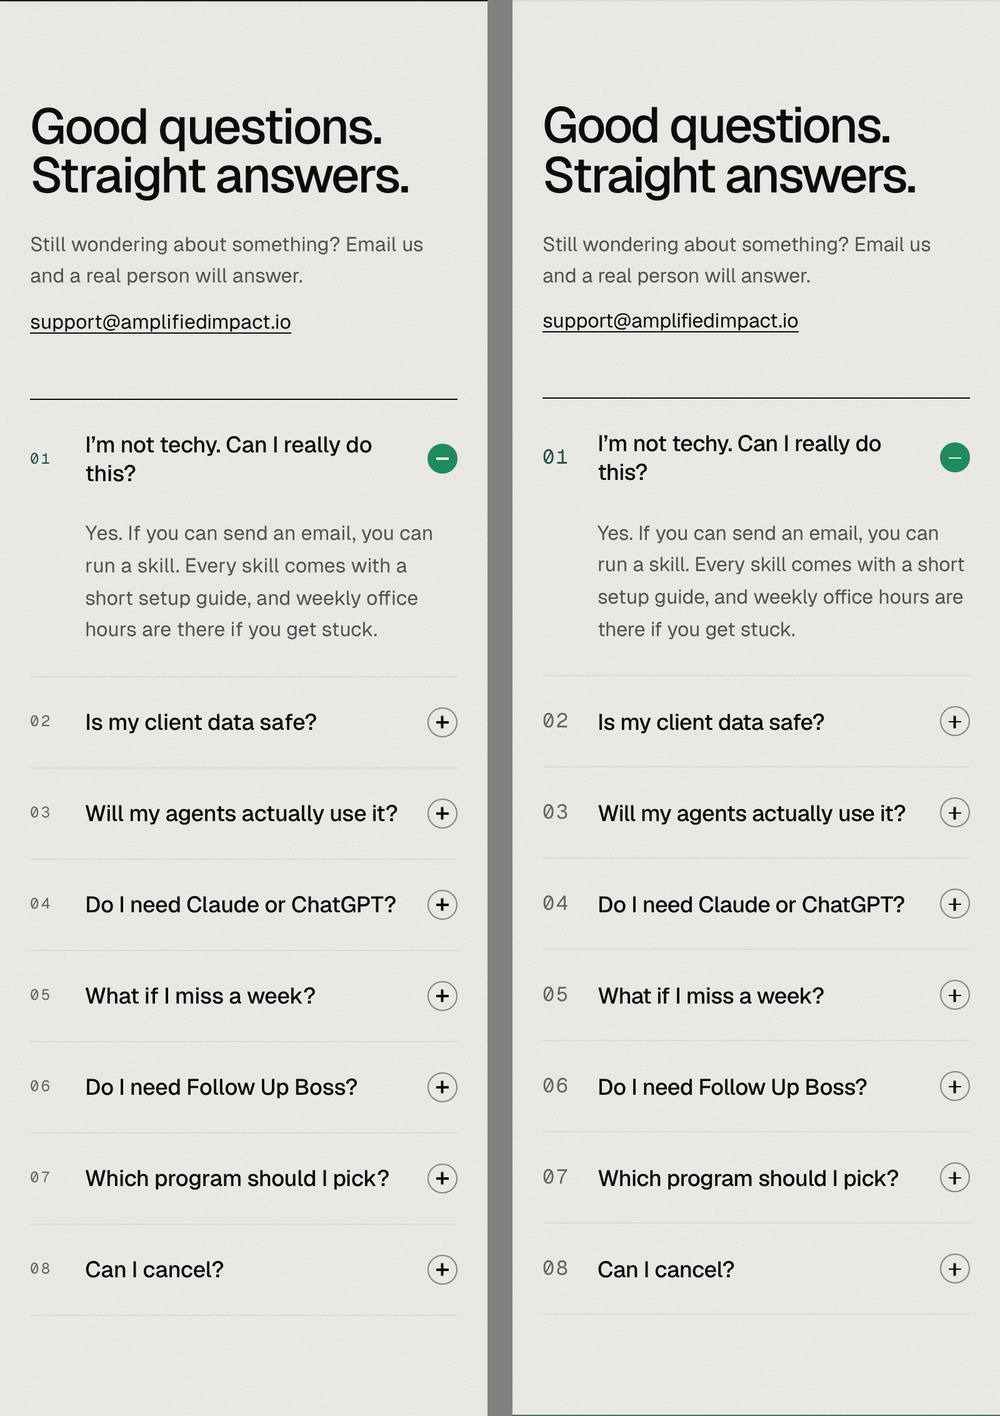 Good questions.
Straight answers.
Still wondering about something? Email us
and a real person will answer.
support@amplifiedimpact.io
01 I’m not techy. Can I really do
this?
Yes. If you can send an email, you can
run a skill. Every skill comes with a
short setup guide, and weekly office
hours are there if you get stuck.
02 Is my client data safe?
03 Will my agents actually use it?
04 Do I need Claude or ChatGPT?
05 What if I miss a week?
06 Do I need Follow Up Boss?
07 Which program should I pick?
08 Can I cancel?
Good questions.
Straight answers.
Still wondering about something? Email us
and a real person will answer.
support@amplifiedimpact.io
01 I’m not techy. Can I really do
this?
Yes. If you can send an email, you can
run a skill. Every skill comes with a short
setup guide, and weekly office hours are
there if you get stuck.
02 Is my client data safe?
03 Will my agents actually use it?
04 Do I need Claude or ChatGPT?
05 What if I miss a week?
06 Do I need Follow Up Boss?
07 Which program should I pick?
08 Can I cancel?